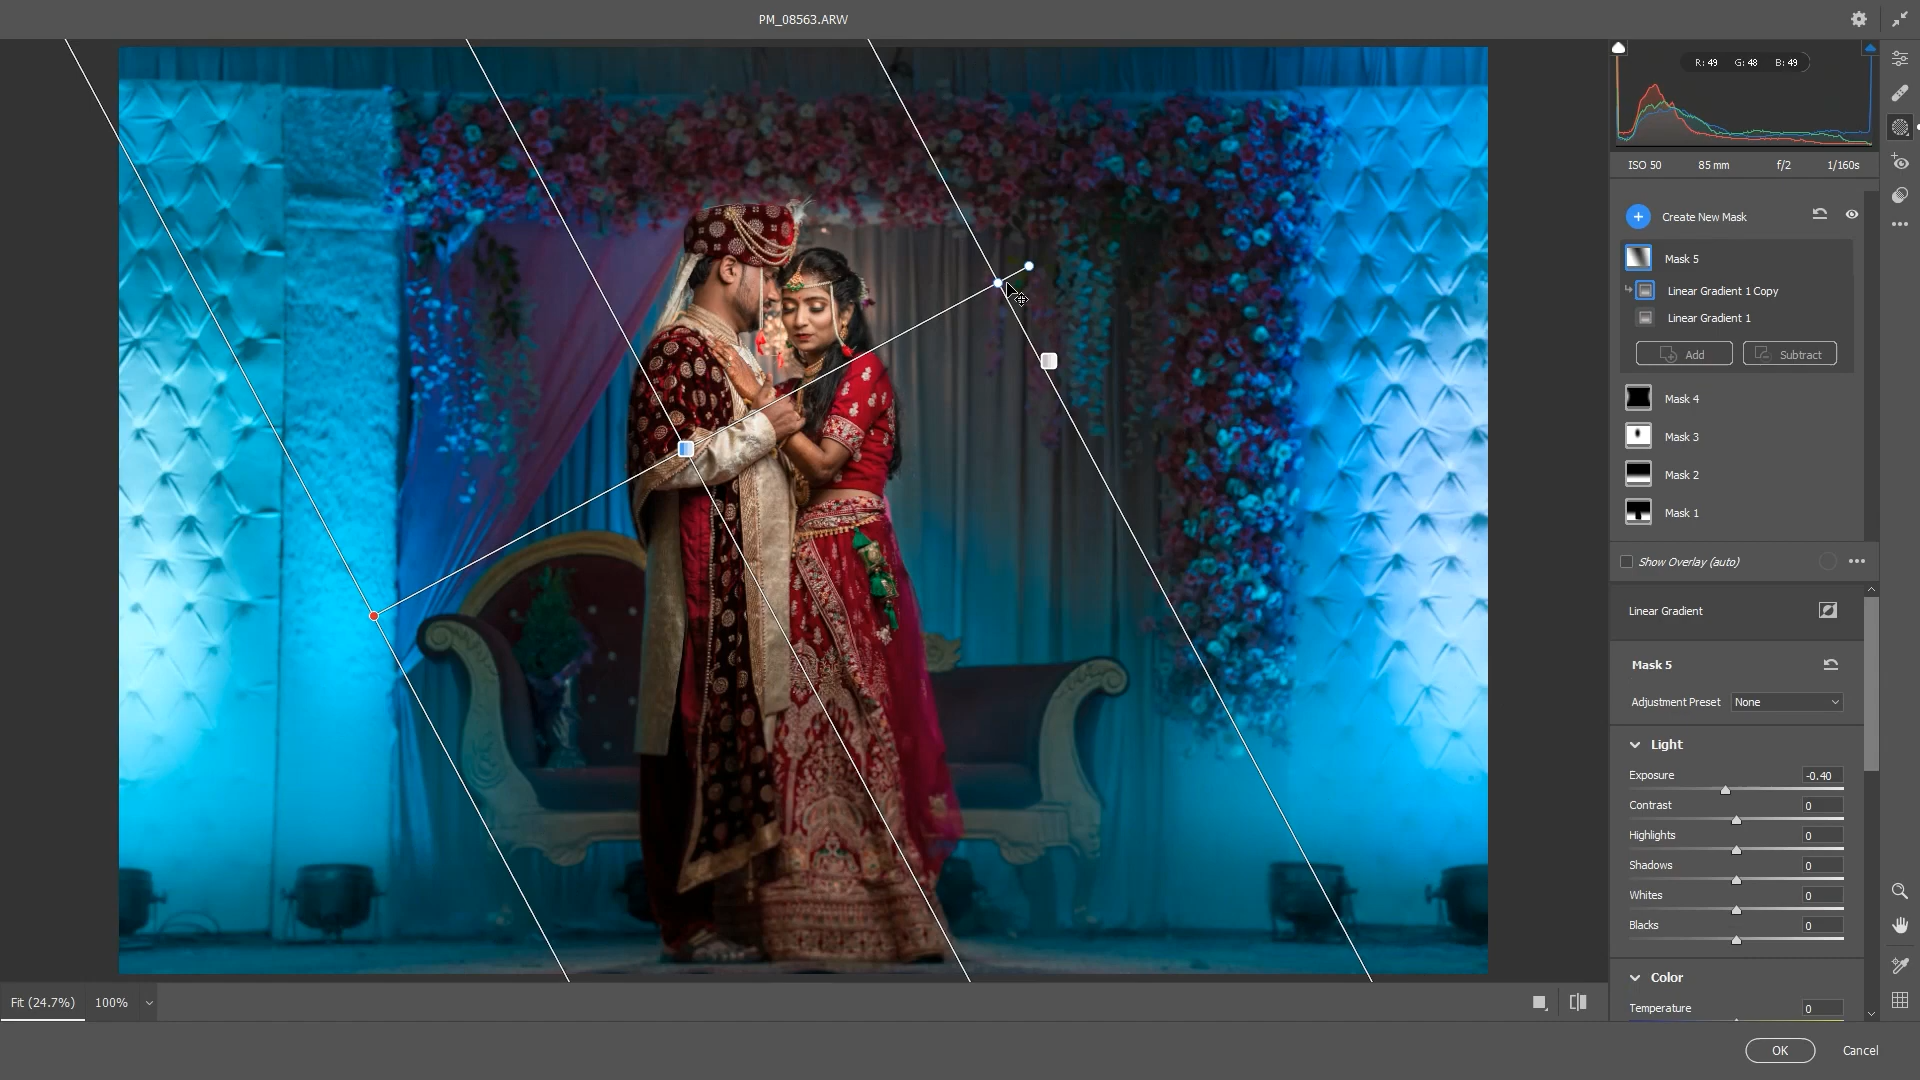 PM_08563.ARW
R: 49 G: 48 B: 49
ISO 50 85 mm f/2 1/160s
Create New Mask
Mask 5
Linear Gradient 1 Copy
Linear Gradient 1
Add Subtract
Mask 4
Mask 3
Mask 2
Mask 1
Show Overlay (auto)
Linear Gradient
Mask 5
Adjustment Preset None
Light
Exposure -0.40
Contrast 0
Highlights 0
Shadows 0
Whites 0
Blacks 0
Color
Temperature 0
Fit (24.7%) 100%
OK Cancel